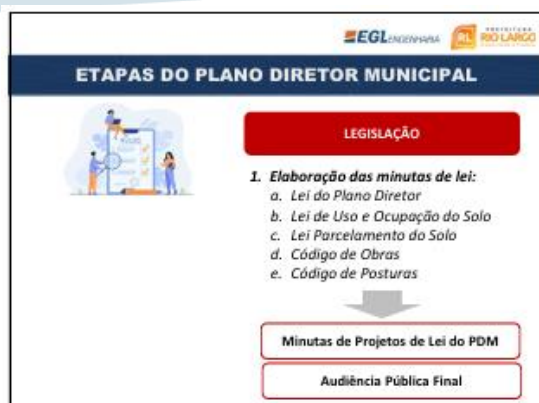 EGL ENGENHARIA
RL PREFEITURA
RIO LARGO
ETAPAS DO PLANO DIRETOR MUNICIPAL
LEGISLAÇÃO
1. Elaboração das minutas de lei:
a. Lei do Plano Diretor
b. Lei de Uso e Ocupação do Solo
c. Lei Parcelamento do Solo
d. Código de Obras
e. Código de Posturas
Minutas de Projetos de Lei do PDM
Audiência Pública Final